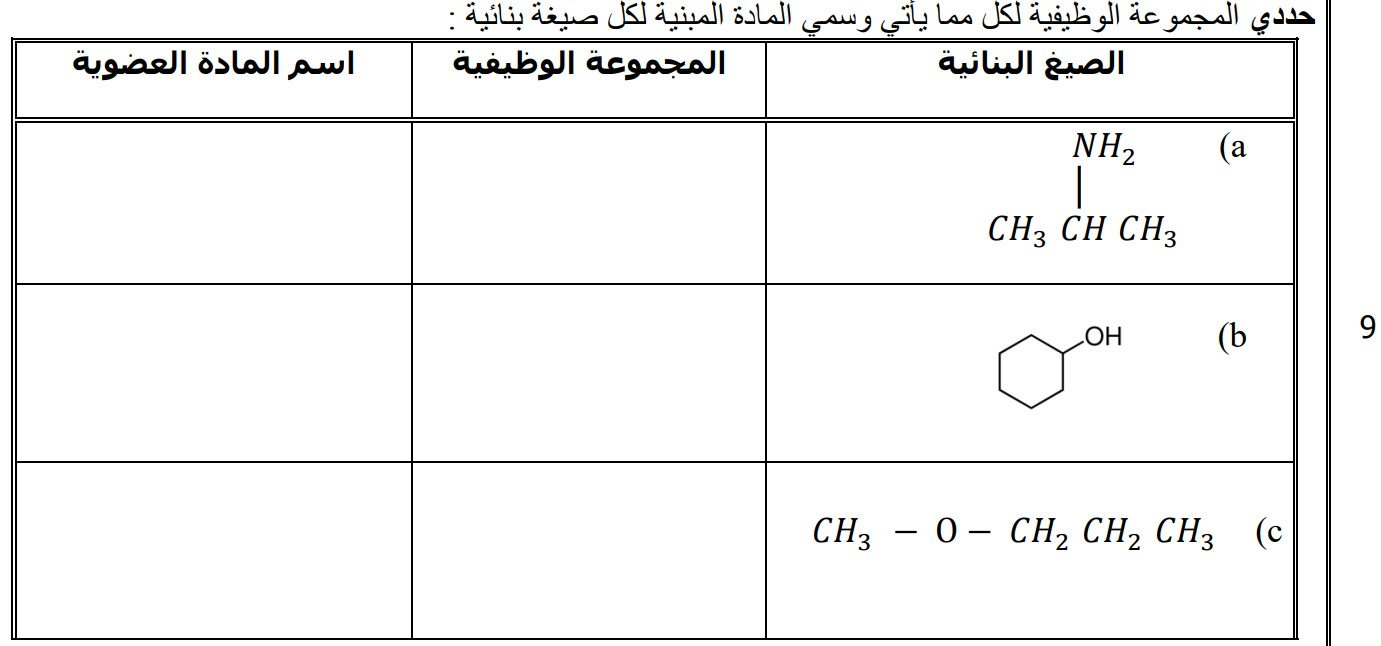 حددي المجموعة الوظيفية لكل مما يأتي وسمي المادة المبنية لكل صيغة بنائية :
الصيغ البنائية المجموعة الوظيفية اسم المادة العضوية
(a NH₂
|
CH₃ CH CH₃
(b OH
9
(c CH₃ − O − CH₂ CH₂ CH₃